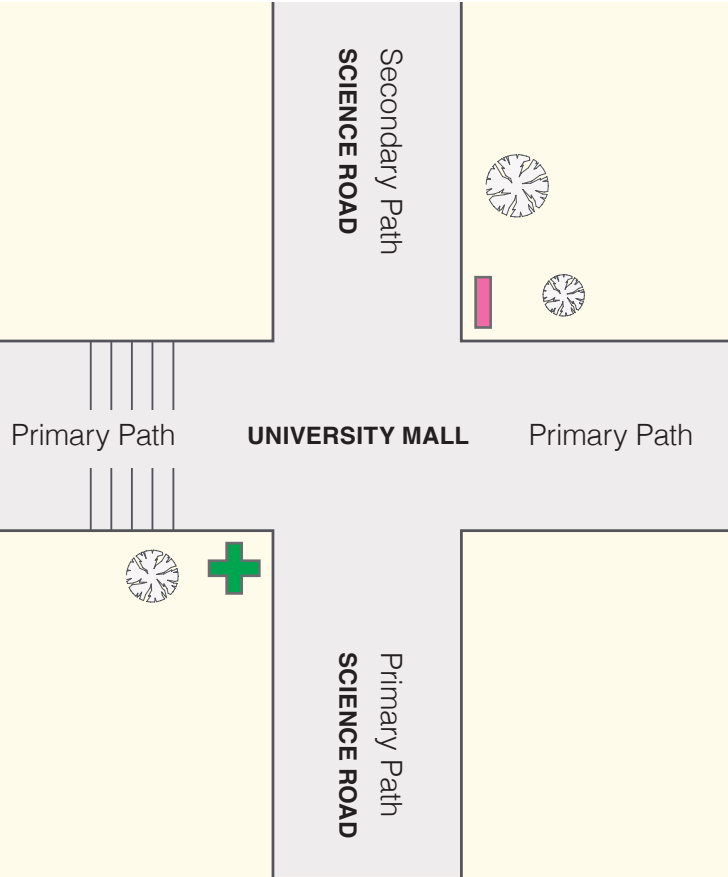 Secondary Path
SCIENCE ROAD
Primary Path
UNIVERSITY MALL
Primary Path
Primary Path
SCIENCE ROAD